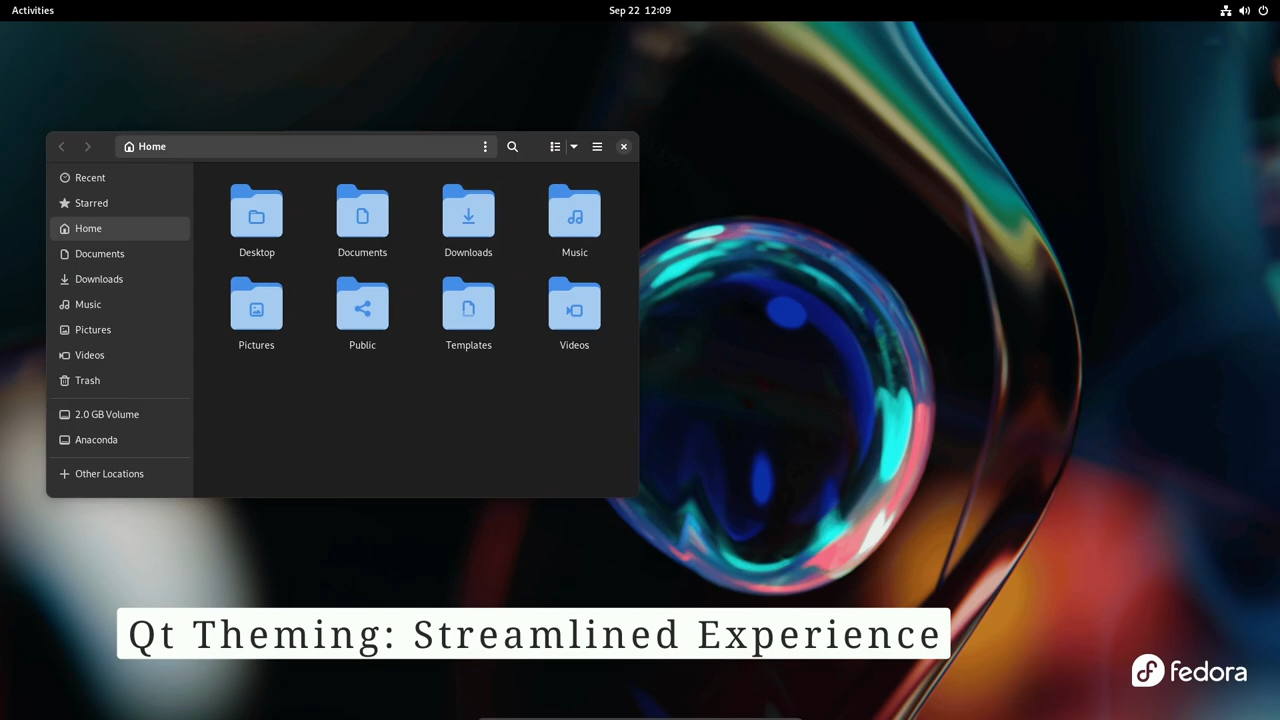 Activities
Sep 22 12:09
Home
Recent
Starred
Home
Documents
Downloads
Music
Pictures
Videos
Trash
2.0 GB Volume
Anaconda
Other Locations
Desktop
Documents
Downloads
Music
Pictures
Public
Templates
Videos
Qt Theming: Streamlined Experience
fedora